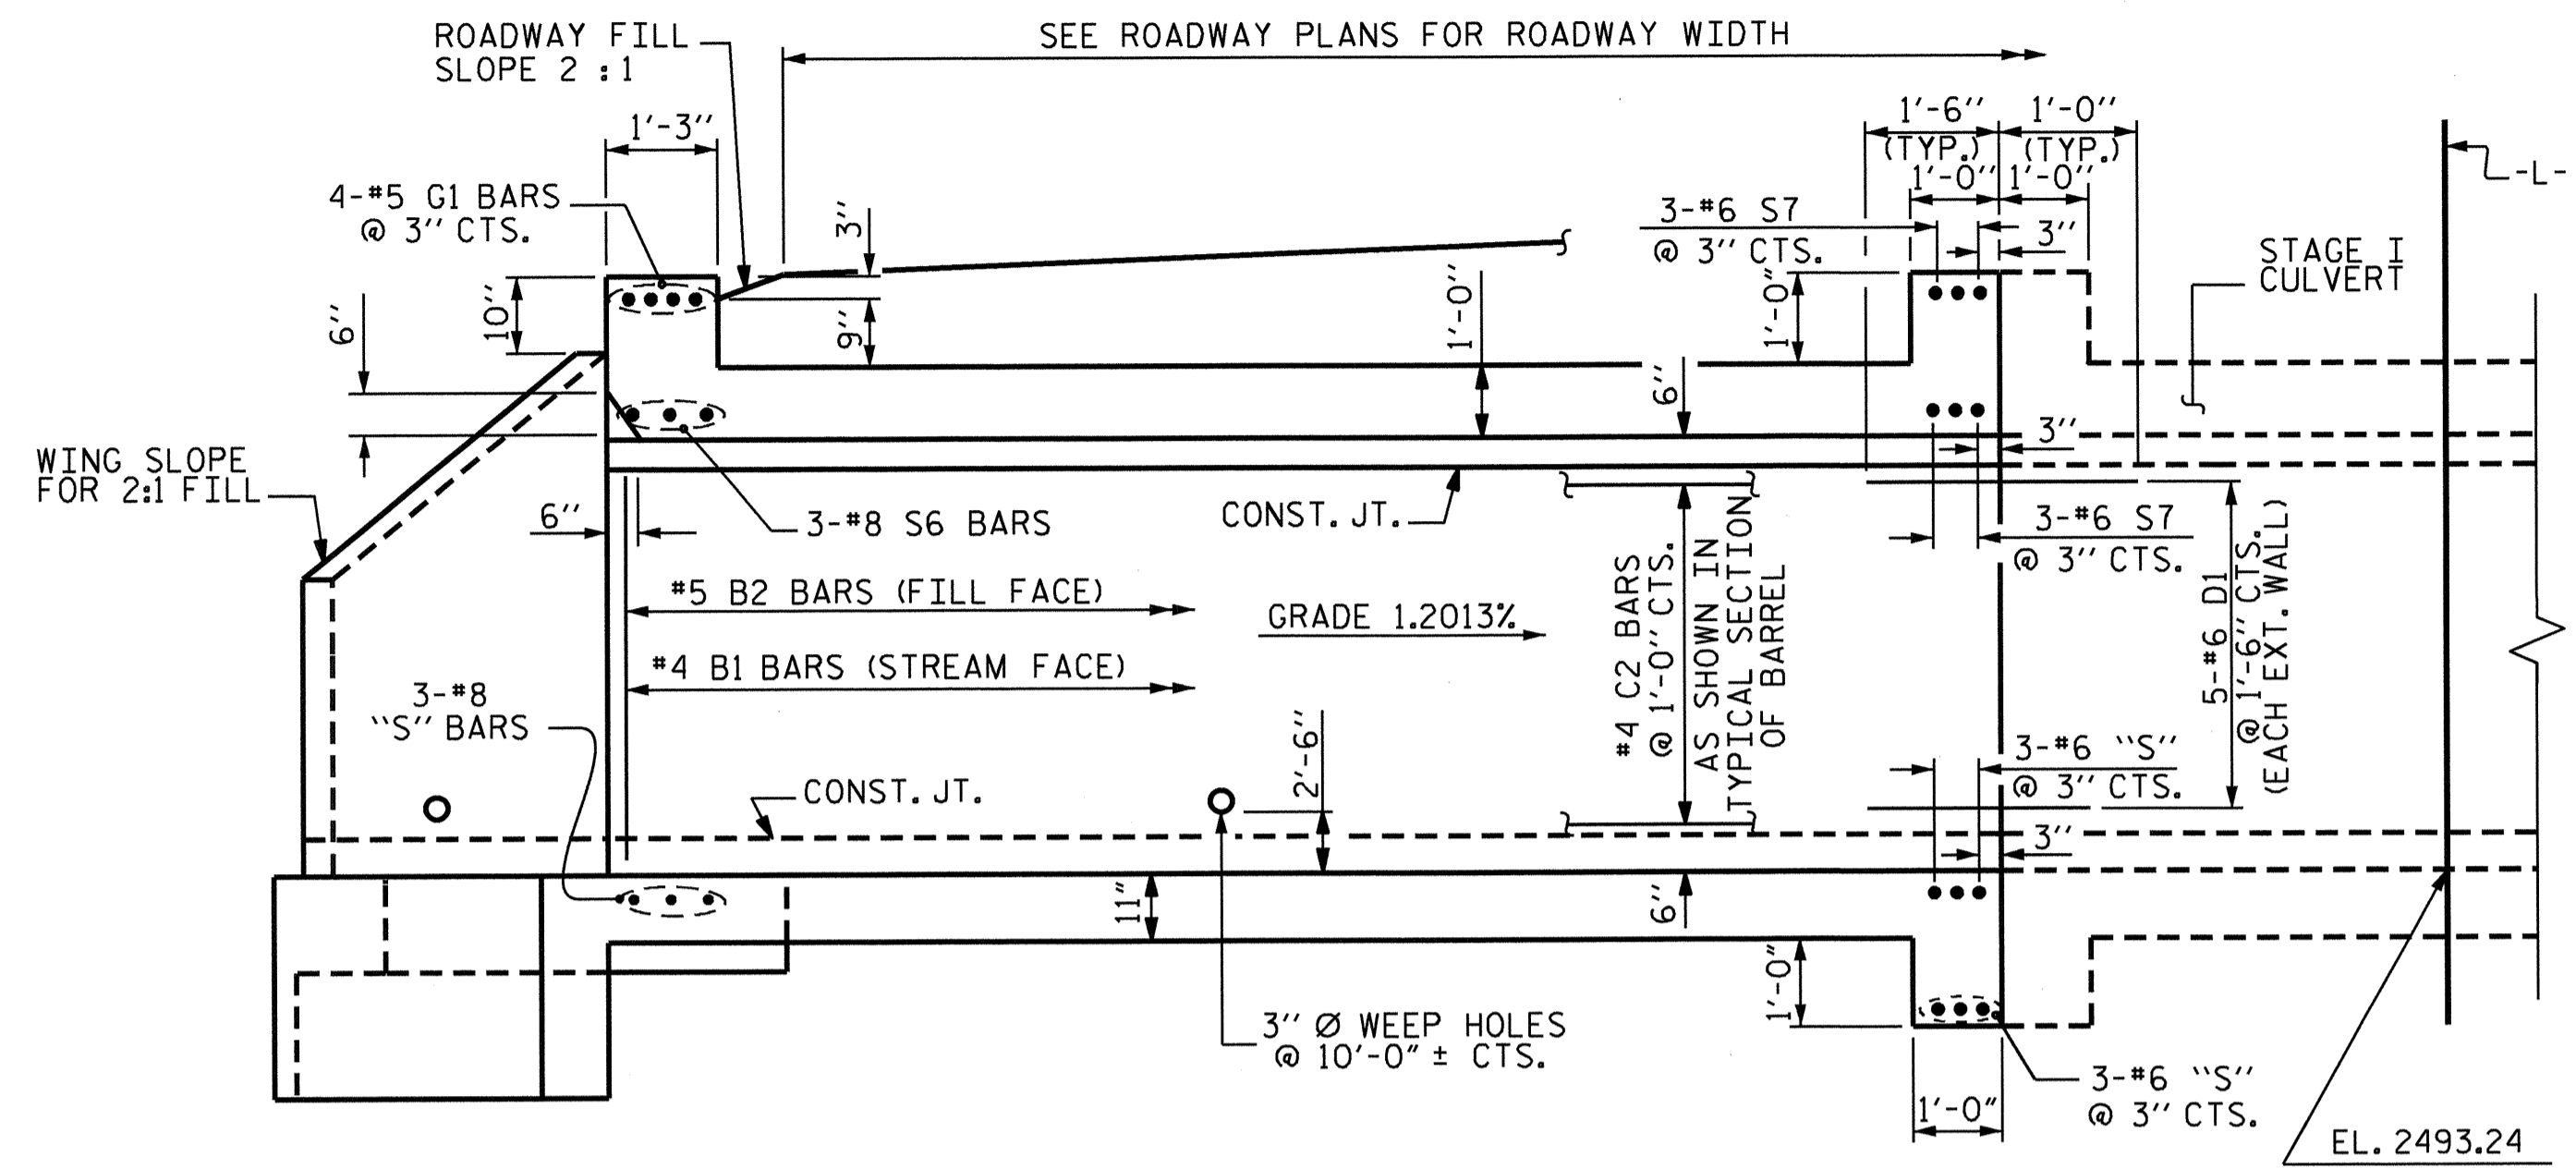 ROADWAY FILL
SLOPE 2 : 1
SEE ROADWAY PLANS FOR ROADWAY WIDTH
1'-3"
1'-6"
(TYP.)
1'-0"
(TYP.)
1'-0"
1'-0"
-L-
4-#5 G1 BARS
@ 3" CTS.
3"
3-#6 S7
@ 3" CTS.
3"
STAGE I
CULVERT
6"
10"
9"
1'-0"
1'-0"
6"
3"
WING SLOPE
FOR 2:1 FILL
6"
3-#8 S6 BARS
CONST. JT.
3-#6 S7
@ 3" CTS.
#5 B2 BARS (FILL FACE)
GRADE 1.2013%
#4 C2 BARS
@ 1'-0" CTS.
AS SHOWN IN
TYPICAL SECTION
OF BARREL
5-#6 D1
@ 1'-6" CTS.
(EACH EXT. WALL)
#4 B1 BARS (STREAM FACE)
3-#8
"S" BARS
2'-6"
3-#6 "S"
@ 3" CTS.
CONST. JT.
3"
11"
6"
1'-0"
3" Ø WEEP HOLES
@ 10'-0" ± CTS.
3-#6 "S"
@ 3" CTS.
1'-0"
EL. 2493.24